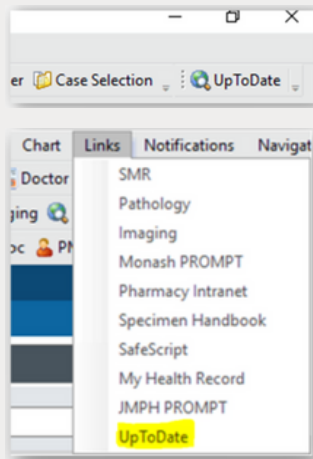 er Case Selection UpToDate
Chart Links Notifications Navigat
Doctor
SMR
Pathology
ging
Imaging
Monash PROMPT
oc
Pharmacy Intranet
Specimen Handbook
SafeScript
My Health Record
JMPH PROMPT
UpToDate